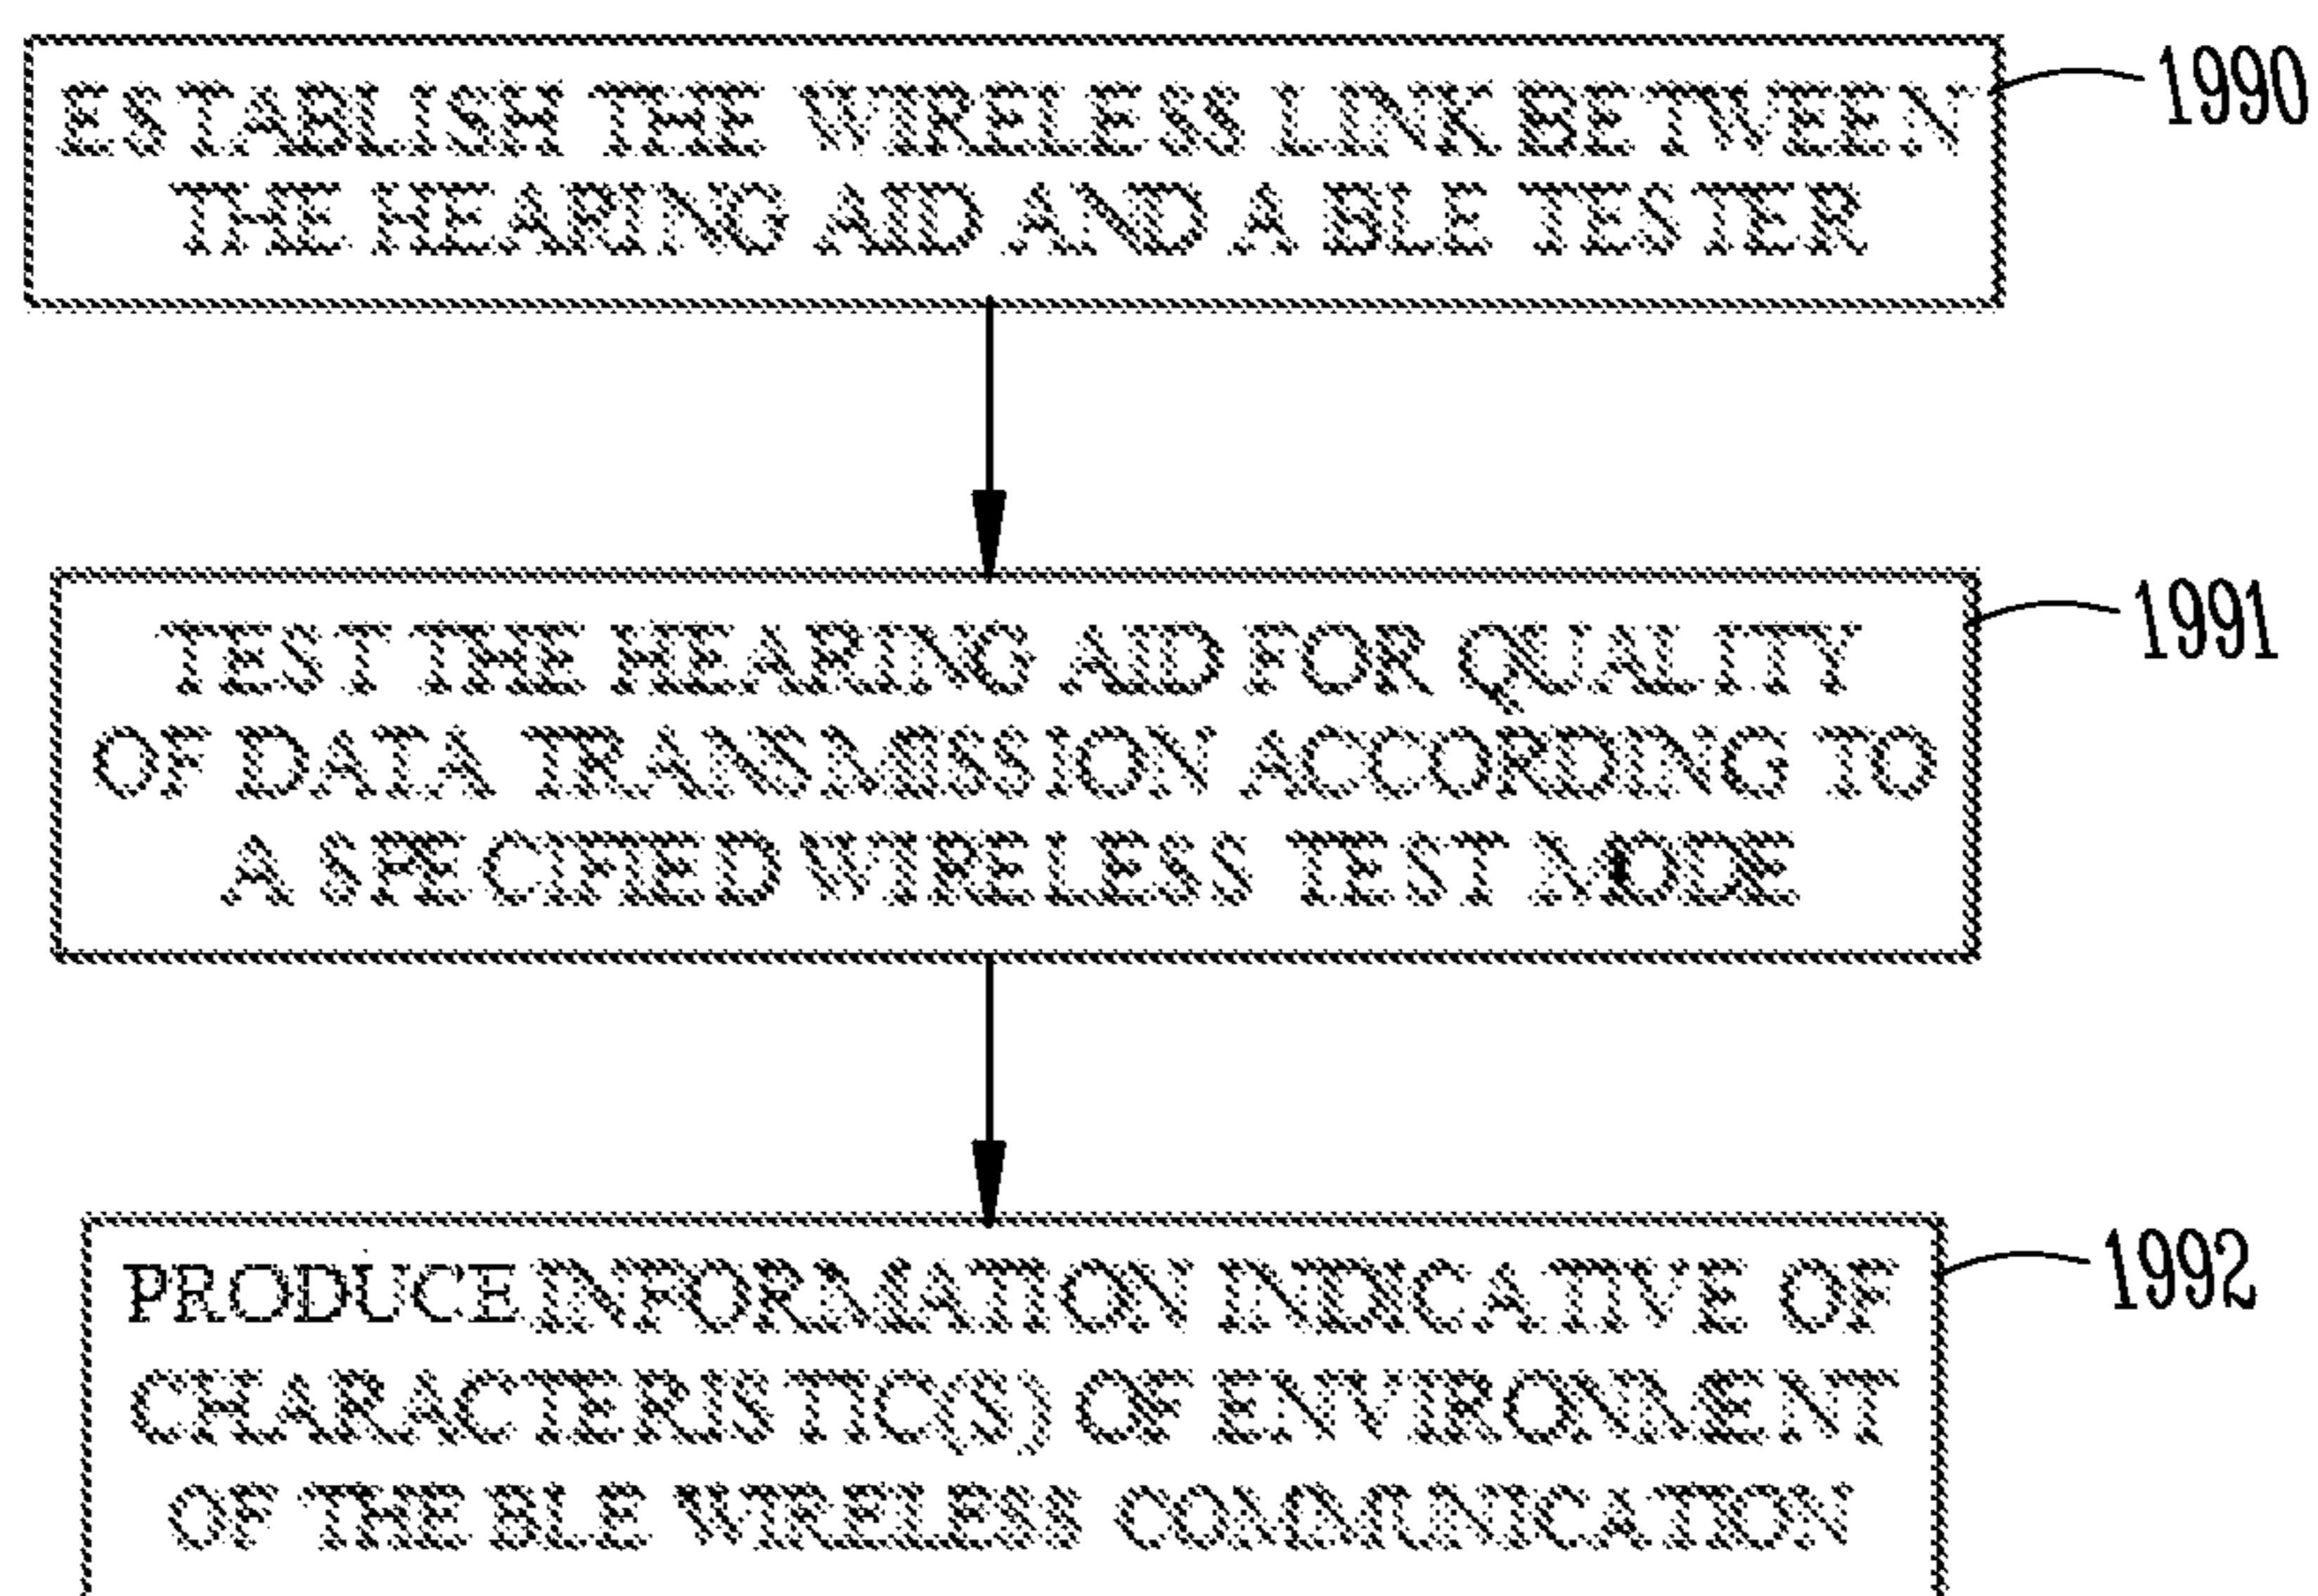 ESTABLISH THE WIRELESS LINK BETWEEN
THE HEARING AID AND A BLE TESTER
1990
TEST THE HEARING AID FOR QUALITY
OF DATA TRANSMISSION ACCORDING TO
A SPECIFIED WIRELESS TEST MODE
1991
PRODUCE INFORMATION INDICATIVE OF
CHARACTERISTIC(S) OF ENVIRONMENT
OF THE BLE WIRELESS COMMUNICATION
1992